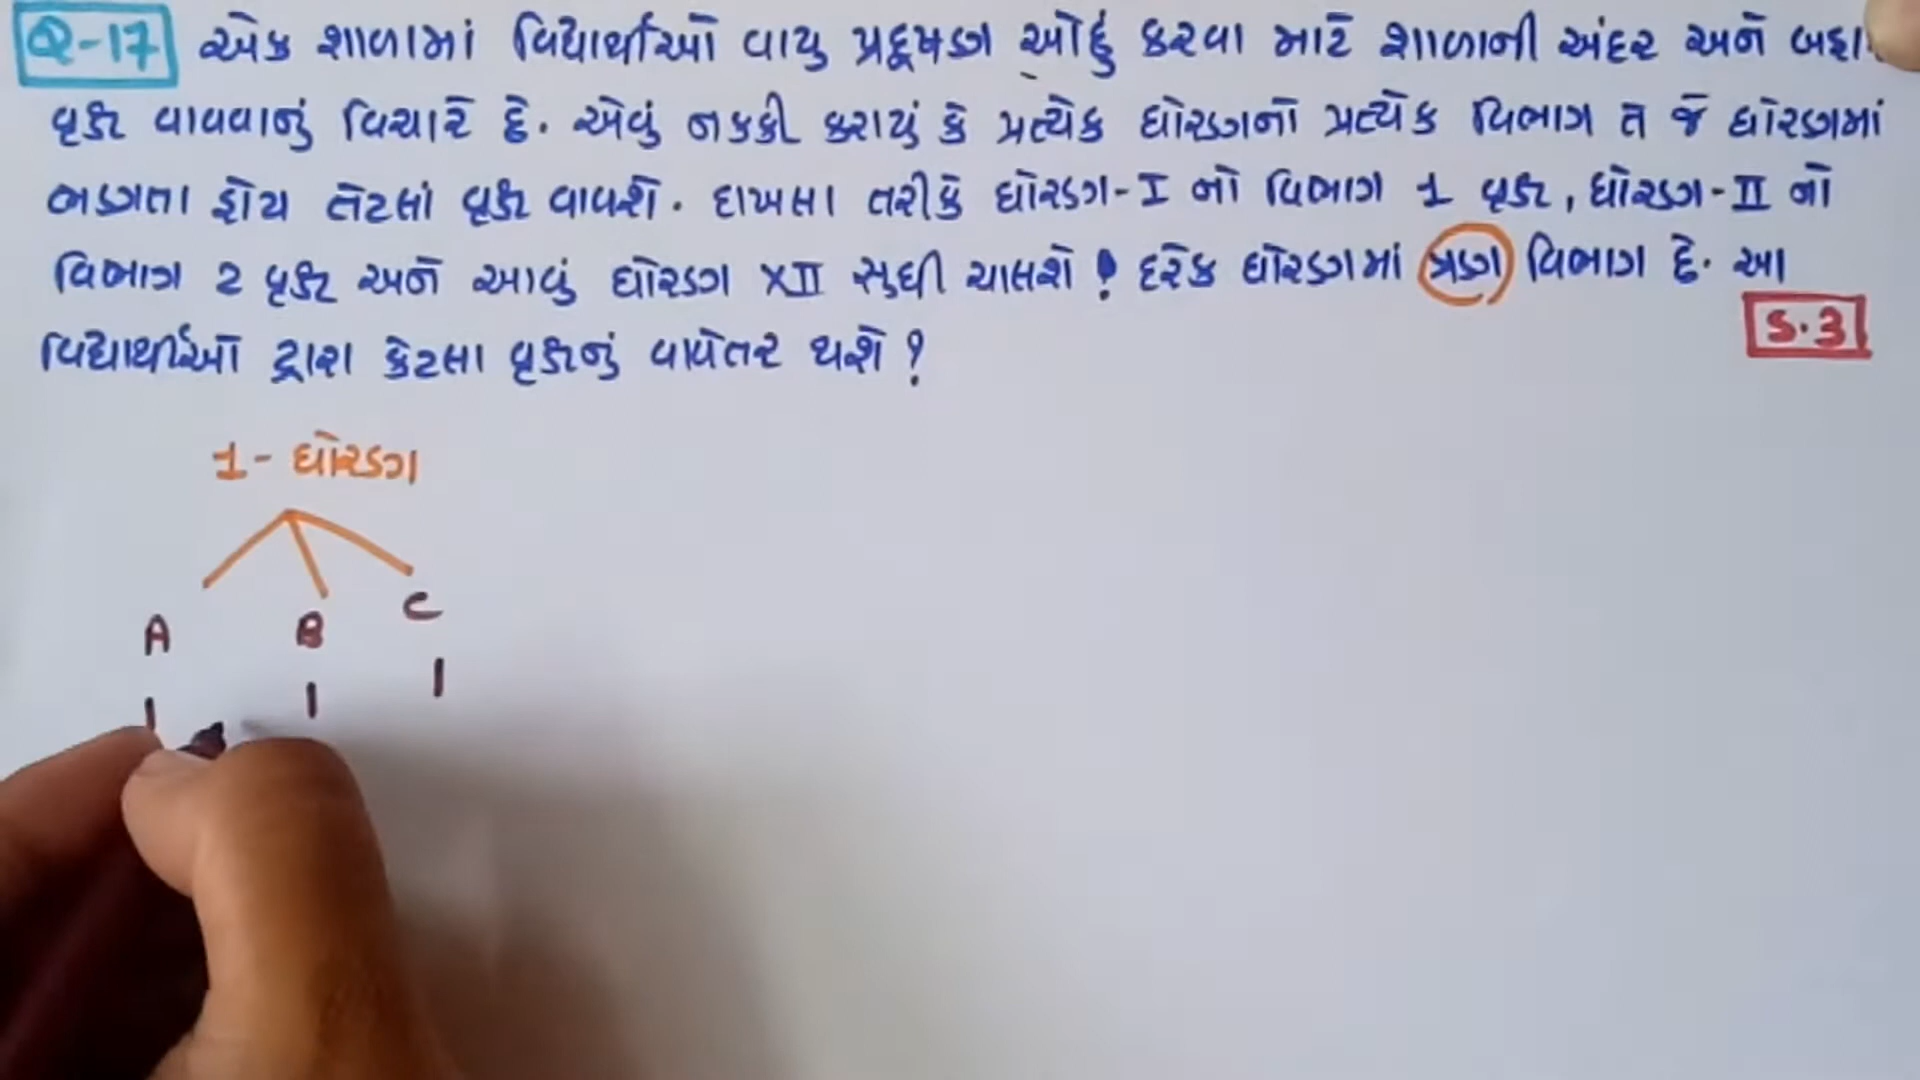 Q-17 એક શાળામાં વિદ્યાર્થીઓ વાયુ પ્રદૂષણ ઓછું કરવા માટે શાળાની અંદર અને બહા
વૃક્ષ વાવવાનું વિચારે છે. એવું નક્કી કરાયું કે પ્રત્યેક ધોરણનો પ્રત્યેક વિભાગ તે જે ધોરણમાં
ભણતા હોય તેટલાં વૃક્ષ વાવશે. દાખલા તરીકે ધોરણ-I નો વિભાગ 1 વૃક્ષ, ધોરણ-II નો
વિભાગ 2 વૃક્ષ અને આવું ધોરણ XII સુધી ચાલશે ! દરેક ધોરણમાં ત્રણ વિભાગ છે. આ
વિદ્યાર્થીઓ દ્વારા કેટલા વૃક્ષનું વાવેતર થશે ?
5.3
1- ધોરણ
A B C
1 1 1